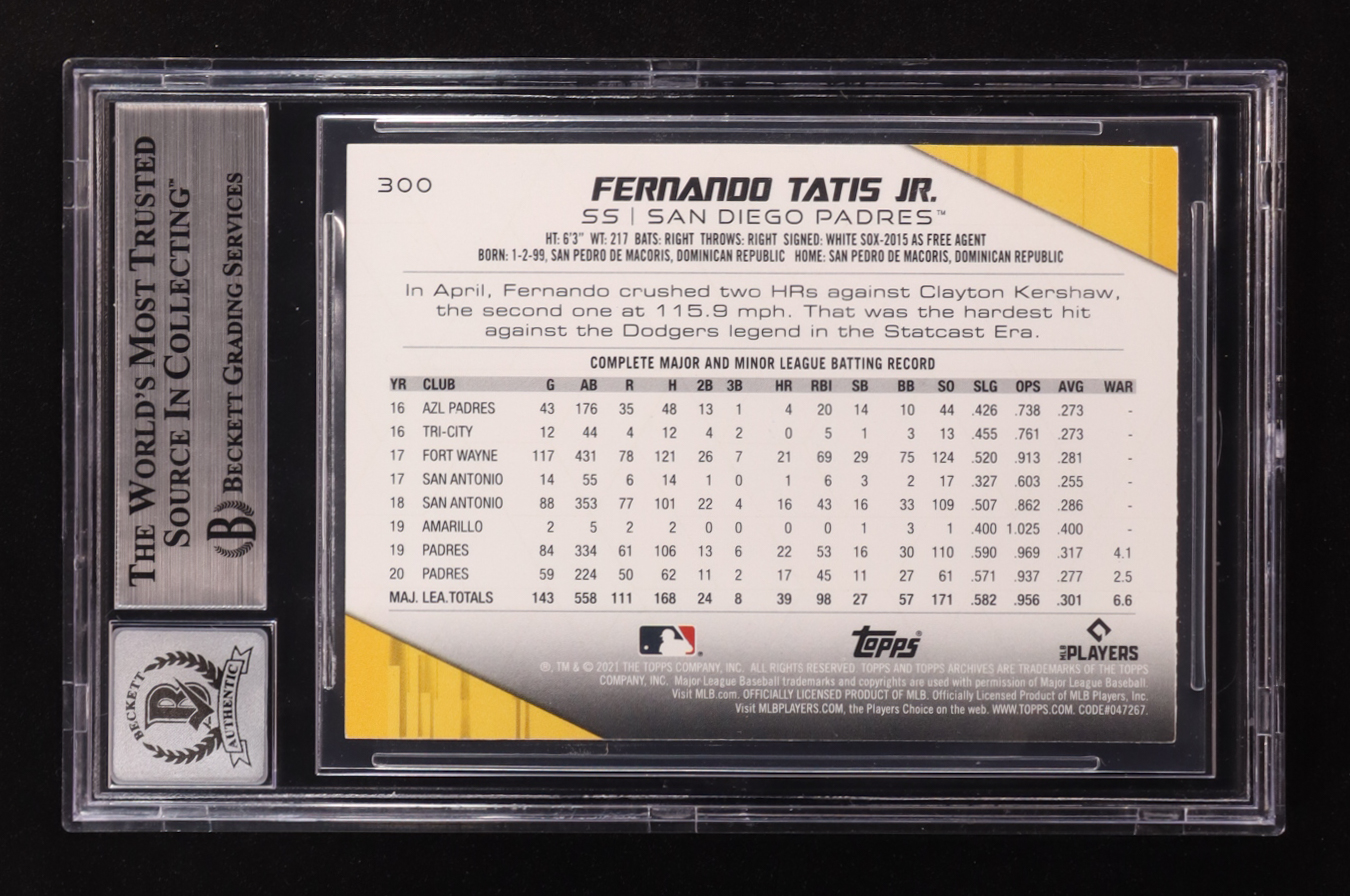 THE WORLD'S MOST TRUSTED
SOURCE IN COLLECTING™
B BECKETT GRADING SERVICES
BECKETT
B
AUTHENTIC
300
FERNANDO TATIS JR.
SS | SAN DIEGO PADRES™
HT: 6'3" WT: 217 BATS: RIGHT THROWS: RIGHT SIGNED: WHITE SOX-2015 AS FREE AGENT
BORN: 1-2-99, SAN PEDRO DE MACORIS, DOMINICAN REPUBLIC HOME: SAN PEDRO DE MACORIS, DOMINICAN REPUBLIC
In April, Fernando crushed two HRs against Clayton Kershaw,
the second one at 115.9 mph. That was the hardest hit
against the Dodgers legend in the Statcast Era.
COMPLETE MAJOR AND MINOR LEAGUE BATTING RECORD
YR CLUB G AB R H 2B 3B HR RBI SB BB SO SLG OPS AVG WAR
16 AZL PADRES 43 176 35 48 13 1 4 20 14 10 44 .426 .738 .273 -
16 TRI-CITY 12 44 4 12 4 2 0 5 1 3 13 .455 .761 .273 -
17 FORT WAYNE 117 431 78 121 26 7 21 69 29 75 124 .520 .913 .281 -
17 SAN ANTONIO 14 55 6 14 1 0 1 6 3 2 17 .327 .603 .255 -
18 SAN ANTONIO 88 353 77 101 22 4 16 43 16 33 109 .507 .862 .286 -
19 AMARILLO 2 5 2 2 0 0 0 0 1 3 1 .400 1.025 .400 -
19 PADRES 84 334 61 106 13 6 22 53 16 30 110 .590 .969 .317 4.1
20 PADRES 59 224 50 62 11 2 17 45 11 27 61 .571 .937 .277 2.5
MAJ. LEA.TOTALS 143 558 111 168 24 8 39 98 27 57 171 .582 .956 .301 6.6
topps®
MLB PLAYERS
®, TM & © 2021 THE TOPPS COMPANY, INC. ALL RIGHTS RESERVED. TOPPS AND TOPPS ARCHIVES ARE TRADEMARKS OF THE TOPPS
COMPANY, INC. Major League Baseball trademarks and copyrights are used with permission of Major League Baseball.
Visit MLB.com. OFFICIALLY LICENSED PRODUCT OF MLB. Officially Licensed Product of MLB Players, Inc.
Visit MLBPLAYERS.COM, the Players Choice on the web. WWW.TOPPS.COM. CODE#047267.